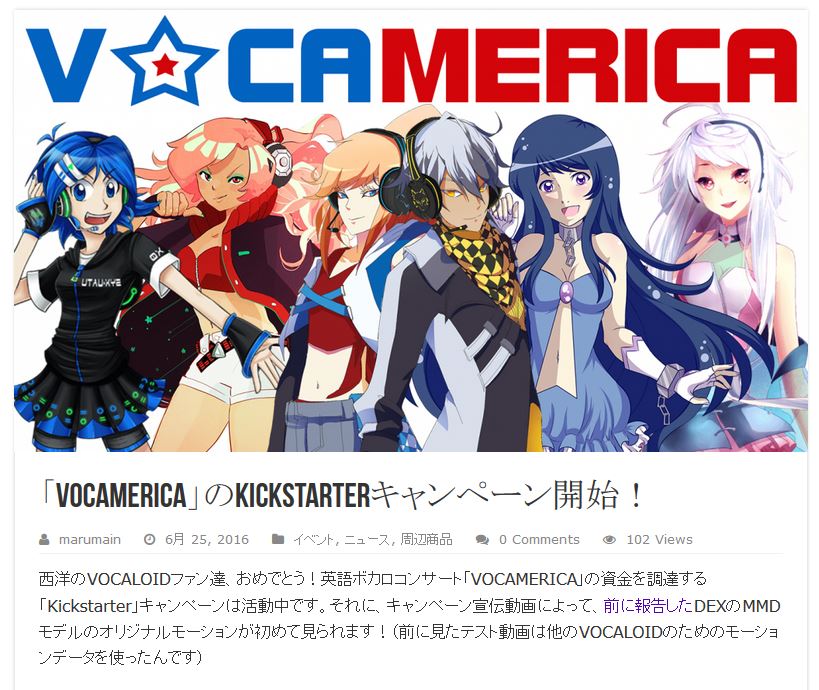 VOCAMERICA
UTAU・XYE
「VOCAMERICA」のKICKSTARTERキャンペーン開始！
marumain 6月 25, 2016 イベント, ニュース, 周辺商品 0 Comments 102 Views
西洋のVOCALOIDファン達、おめでとう！英語ボカロコンサート「VOCAMERICA」の資金を調達する
「Kickstarter」キャンペーンは活動中です。それに、キャンペーン宣伝動画によって、前に報告したDEXのMMD
モデルのオリジナルモーションが初めて見られます！（前に見たテスト動画は他のVOCALOIDのためのモーショ
ンデータを使ったんです）